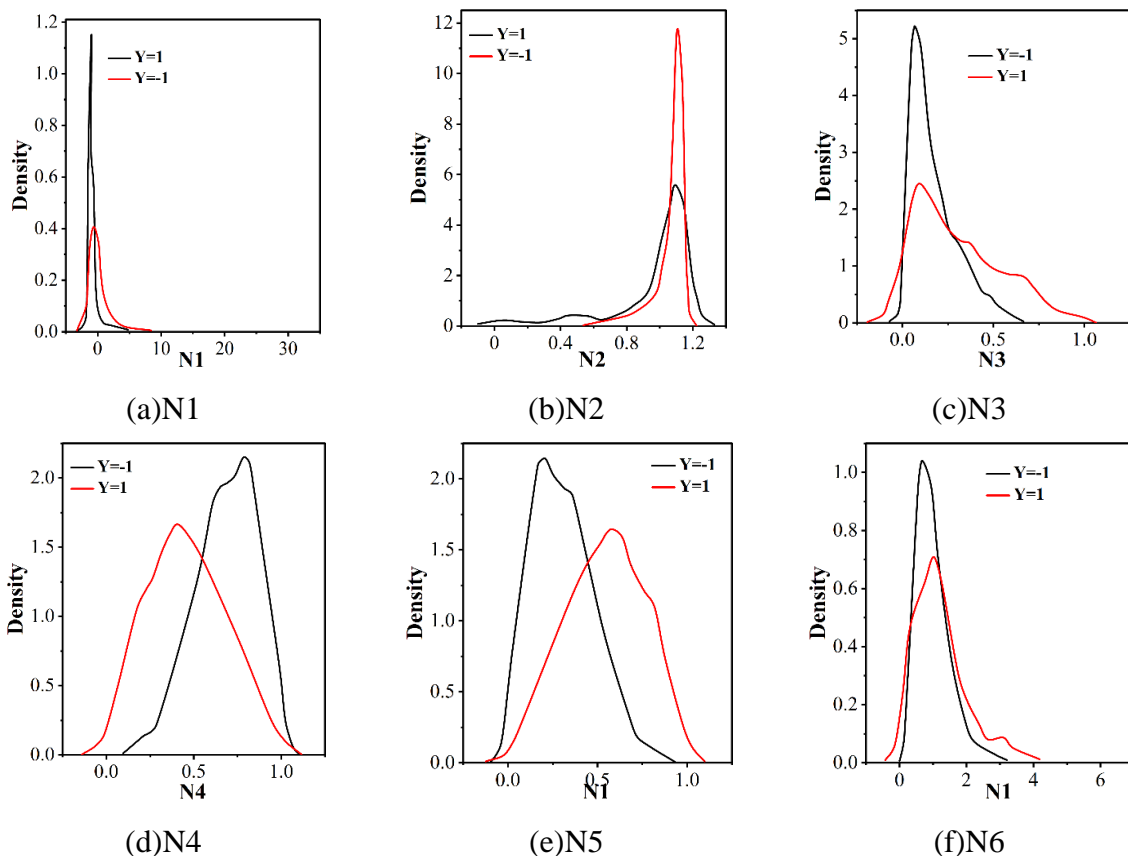 1.2
1.0
0.8
0.6
0.4
0.2
0.0
Density
Y=1
Y=-1
0 10 20 30
N1
(a)N1
12
10
8
6
4
2
0
Density
Y=1
Y=-1
0 0.4 0.8 1.2
N2
(b)N2
5
4
3
2
1
0
Density
Y=-1
Y=1
0.0 0.5 1.0
N3
(c)N3
2.0
1.5
1.0
0.5
0.0
Density
Y=-1
Y=1
0.0 0.5 1.0
N4
(d)N4
2.0
1.5
1.0
0.5
0.0
Density
Y=-1
Y=1
0.0 0.5 1.0
N1
(e)N5
1.0
0.8
0.6
0.4
0.2
0.0
Density
Y=-1
Y=1
0 2 4 6
N1
(f)N6